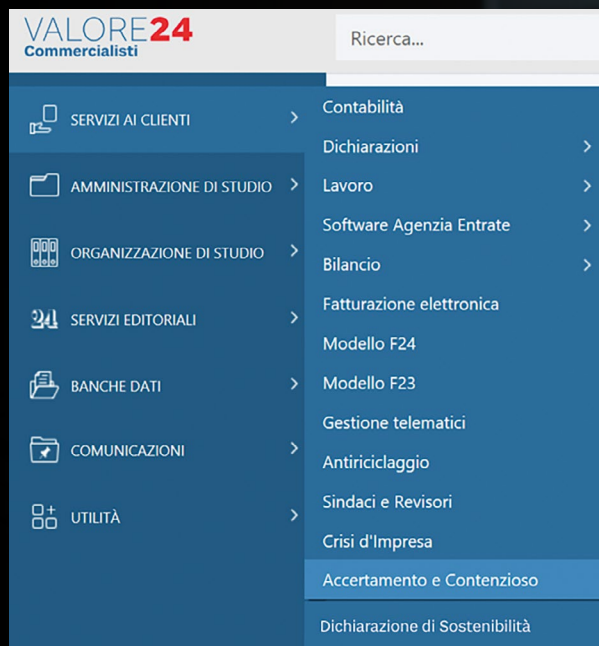 VALORE24
Commercialisti
Ricerca...
SERVIZI AI CLIENTI
AMMINISTRAZIONE DI STUDIO
ORGANIZZAZIONE DI STUDIO
24 SERVIZI EDITORIALI
BANCHE DATI
COMUNICAZIONI
UTILITÀ
Contabilità
Dichiarazioni
Lavoro
Software Agenzia Entrate
Bilancio
Fatturazione elettronica
Modello F24
Modello F23
Gestione telematici
Antiriciclaggio
Sindaci e Revisori
Crisi d'Impresa
Accertamento e Contenzioso
Dichiarazione di Sostenibilità